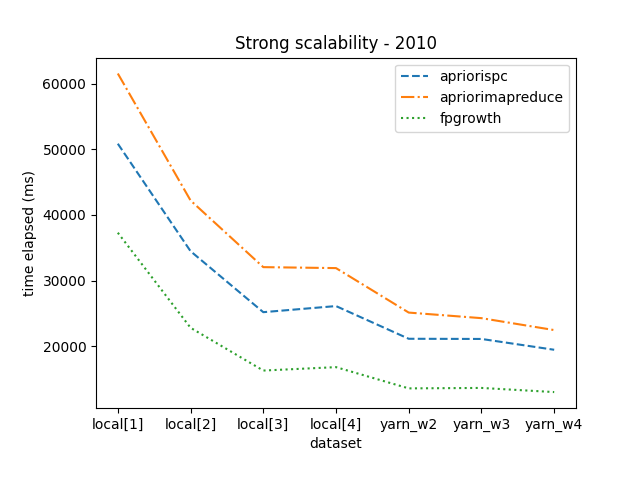 Strong scalability - 2010
apriorispc
apriorimapreduce
fpgrowth
time elapsed (ms)
60000
50000
40000
30000
20000
local[1] local[2] local[3] local[4] yarn_w2 yarn_w3 yarn_w4
dataset